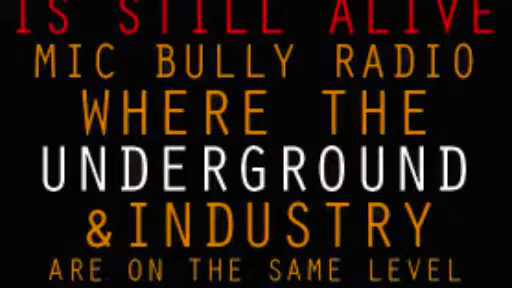 IS STILL ALIVE
MIC BULLY RADIO
WHERE THE
UNDERGROUND
& INDUSTRY
ARE ON THE SAME LEVEL